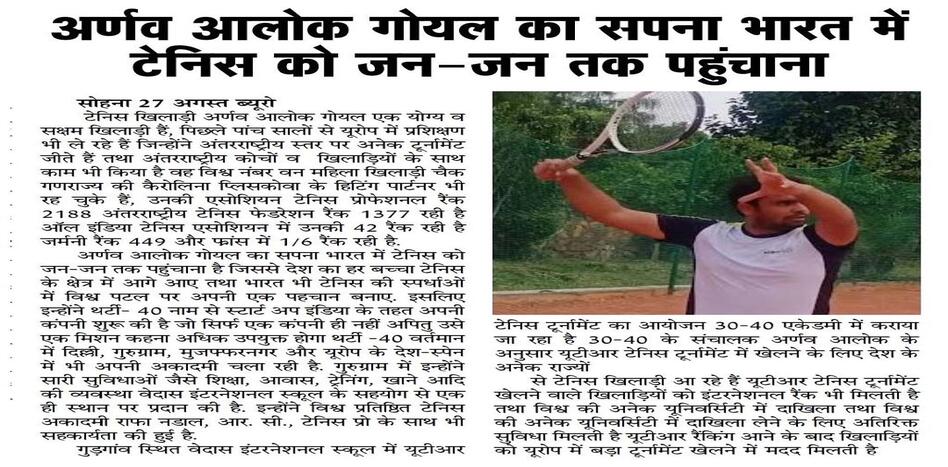 अर्णव आलोक गोयल का सपना भारत में
टेनिस को जन-जन तक पहुंचाना
सोहना 27 अगस्त ब्यूरो
टेनिस खिलाड़ी अर्णव आलोक गोयल एक योग्य व
सक्षम खिलाड़ी हैं, पिछले पांच सालों से यूरोप में प्रशिक्षण
भी ले रहे हैं जिन्होंने अंतरराष्ट्रीय स्तर पर अनेक टूर्नामेंट
जीते हैं तथा अंतरराष्ट्रीय कोचों व खिलाड़ियों के साथ
काम भी किया है वह विश्व नंबर वन महिला खिलाड़ी चैक
गणराज्य की कैरोलिना प्लिसकोवा के हिटिंग पार्टनर भी
रह चुके हैं, उनकी एसोशियन टेनिस प्रोफेशनल रैंक
2188 अंतरराष्ट्रीय टेनिस फेडरेशन रैंक 1377 रही है
ऑल इंडिया टेनिस एसोशियन में उनकी 42 रैंक रही है
जर्मनी रैंक 449 और फ्रांस में 1/6 रैंक रही है.
अर्णव आलोक गोयल का सपना भारत में टेनिस को
जन-जन तक पहुंचाना है जिससे देश का हर बच्चा टेनिस
के क्षेत्र में आगे आए तथा भारत भी टेनिस की स्पर्धाओं
में विश्व पटल पर अपनी एक पहचान बनाए. इसलिए
इन्होंने थर्टी- 40 नाम से स्टार्ट अप इंडिया के तहत अपनी
कंपनी शुरू की है जो सिर्फ एक कंपनी ही नहीं अपितु उसे
एक मिशन कहना अधिक उपयुक्त होगा थर्टी -40 वर्तमान
में दिल्ली, गुरुग्राम, मुजफ्फरनगर और यूरोप के देश-स्पेन
में भी अपनी अकादमी चला रही है. गुरुग्राम में इन्होंने
सारी सुविधाओं जैसे शिक्षा, आवास, ट्रेनिंग, खाने आदि
की व्यवस्था वेदास इंटरनेशनल स्कूल के सहयोग से एक
ही स्थान पर प्रदान की है. इन्होंने विश्व प्रतिष्ठित टेनिस
अकादमी राफा नडाल, आर. सी., टेनिस प्रो के साथ भी
सहकार्यता की हुई है.
गुड़गांव स्थित वेदास इंटरनेशनल स्कूल में यूटीआर
टेनिस टूर्नामेंट का आयोजन 30-40 एकेडमी में कराया
जा रहा है 30-40 के संचालक अर्णव आलोक के
अनुसार यूटीआर टेनिस टूर्नामेंट में खेलने के लिए देश के
अनेक राज्यों
से टेनिस खिलाड़ी आ रहे हैं यूटीआर टेनिस टूर्नामेंट
खेलने वाले खिलाड़ियों को इंटरनेशनल रैंक भी मिलती है
तथा विश्व की अनेक यूनिवर्सिटी में दाखिला तथा विश्व
की अनेक यूनिवर्सिटी में दाखिला लेने के लिए अतिरिक्त
सुविधा मिलती है यूटीआर रैंकिंग आने के बाद खिलाड़ियों
को यूरोप में बड़ा टूर्नामेंट खेलने में मदद मिलती है